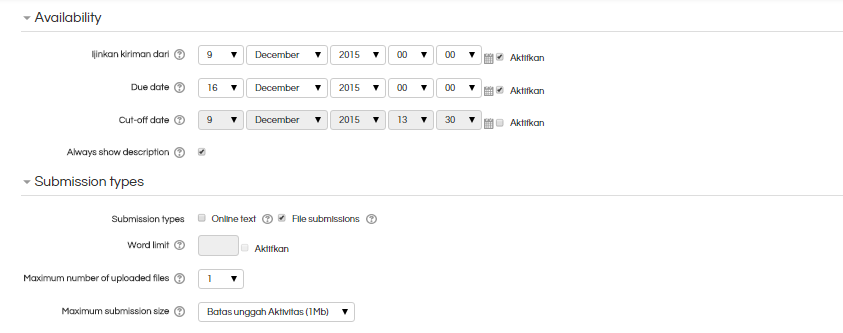 Availability
Ijinkan kiriman dari 9 December 2015 00 00 Aktifkan
Due date 16 December 2015 00 00 Aktifkan
Cut-off date 9 December 2015 13 30 Aktifkan
Always show description
Submission types
Submission types Online text File submissions
Word limit Aktifkan
Maximum number of uploaded files 1
Maximum submission size Batas unggah Aktivitas (1Mb)